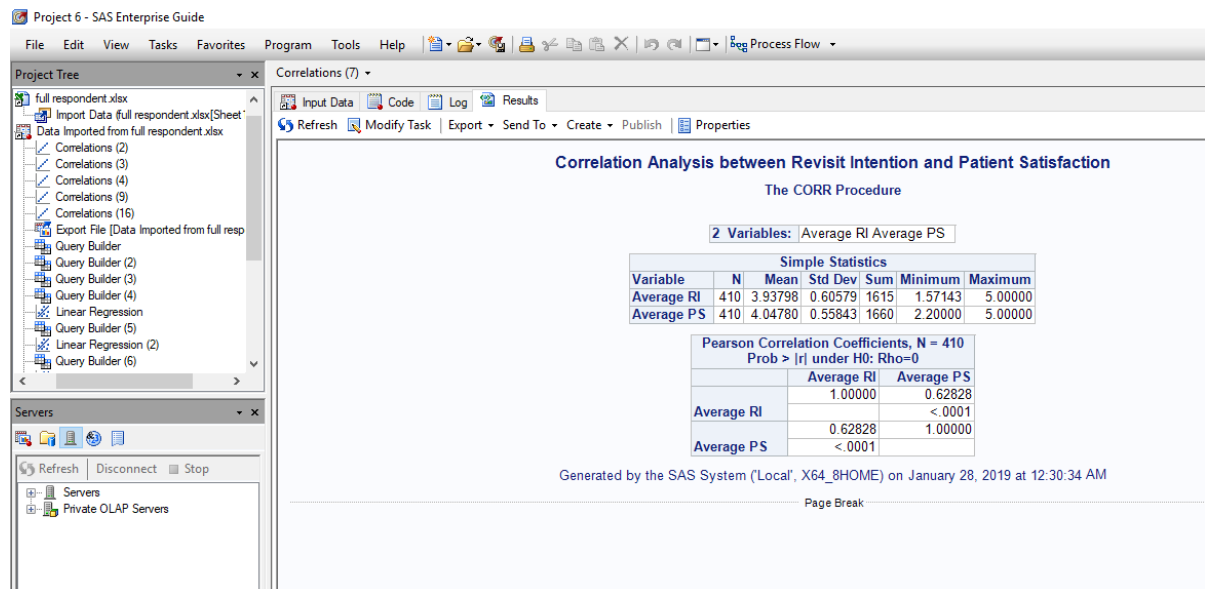 Project 6 - SAS Enterprise Guide
File Edit View Tasks Favorites Program Tools Help Process Flow
Project Tree
full respondent.xlsx
Import Data (full respondent.xlsx[Sheet
Data Imported from full respondent.xlsx
Correlations (2)
Correlations (3)
Correlations (4)
Correlations (9)
Correlations (16)
Export File [Data Imported from full resp
Query Builder
Query Builder (2)
Query Builder (3)
Query Builder (4)
Linear Regression
Query Builder (5)
Linear Regression (2)
Query Builder (6)
Servers
Refresh Disconnect Stop
Servers
Private OLAP Servers
Correlations (7)
Input Data Code Log Results
Refresh Modify Task Export Send To Create Publish Properties
Correlation Analysis between Revisit Intention and Patient Satisfaction
The CORR Procedure
2 Variables: Average RI Average PS
Simple Statistics
Variable N Mean Std Dev Sum Minimum Maximum
Average RI 410 3.93798 0.60579 1615 1.57143 5.00000
Average PS 410 4.04780 0.55843 1660 2.20000 5.00000
Pearson Correlation Coefficients, N = 410
Prob > |r| under H0: Rho=0
Average RI Average PS
1.00000 0.62828
Average RI <.0001
0.62828 1.00000
Average PS <.0001
Generated by the SAS System ('Local', X64_8HOME) on January 28, 2019 at 12:30:34 AM
Page Break